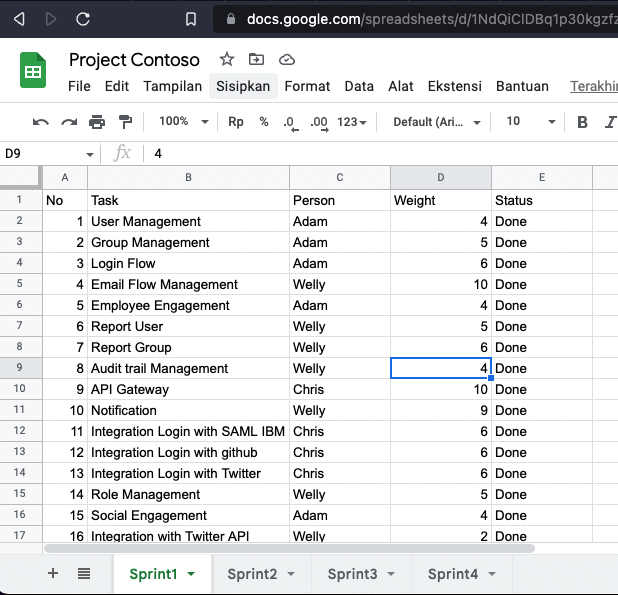 docs.google.com/spreadsheets/d/1NdQiClDBq1p30kgzfz
Project Contoso
File Edit Tampilan Sisipkan Format Data Alat Ekstensi Bantuan Terakhir
100% Rp % .0 .00 123 Default (Ari... 10 B I
D9 fx 4
A B C D E
1 No Task Person Weight Status
2 1 User Management Adam 4 Done
3 2 Group Management Adam 5 Done
4 3 Login Flow Adam 6 Done
5 4 Email Flow Management Welly 10 Done
6 5 Employee Engagement Adam 4 Done
7 6 Report User Welly 5 Done
8 7 Report Group Welly 6 Done
9 8 Audit trail Management Welly 4 Done
10 9 API Gateway Chris 10 Done
11 10 Notification Welly 9 Done
12 11 Integration Login with SAML IBM Chris 6 Done
13 12 Integration Login with github Chris 6 Done
14 13 Integration Login with Twitter Chris 6 Done
15 14 Role Management Welly 5 Done
16 15 Social Engagement Adam 4 Done
17 16 Integration with Twitter API Welly 2 Done
+ Sprint1 Sprint2 Sprint3 Sprint4